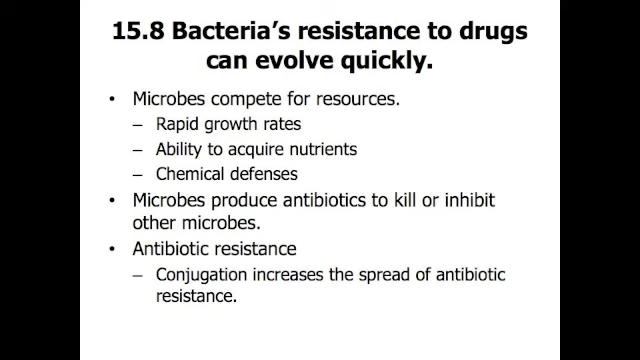 15.8 Bacteria's resistance to drugs
can evolve quickly.
• Microbes compete for resources.
– Rapid growth rates
– Ability to acquire nutrients
– Chemical defenses
• Microbes produce antibiotics to kill or inhibit
other microbes.
• Antibiotic resistance
– Conjugation increases the spread of antibiotic
resistance.